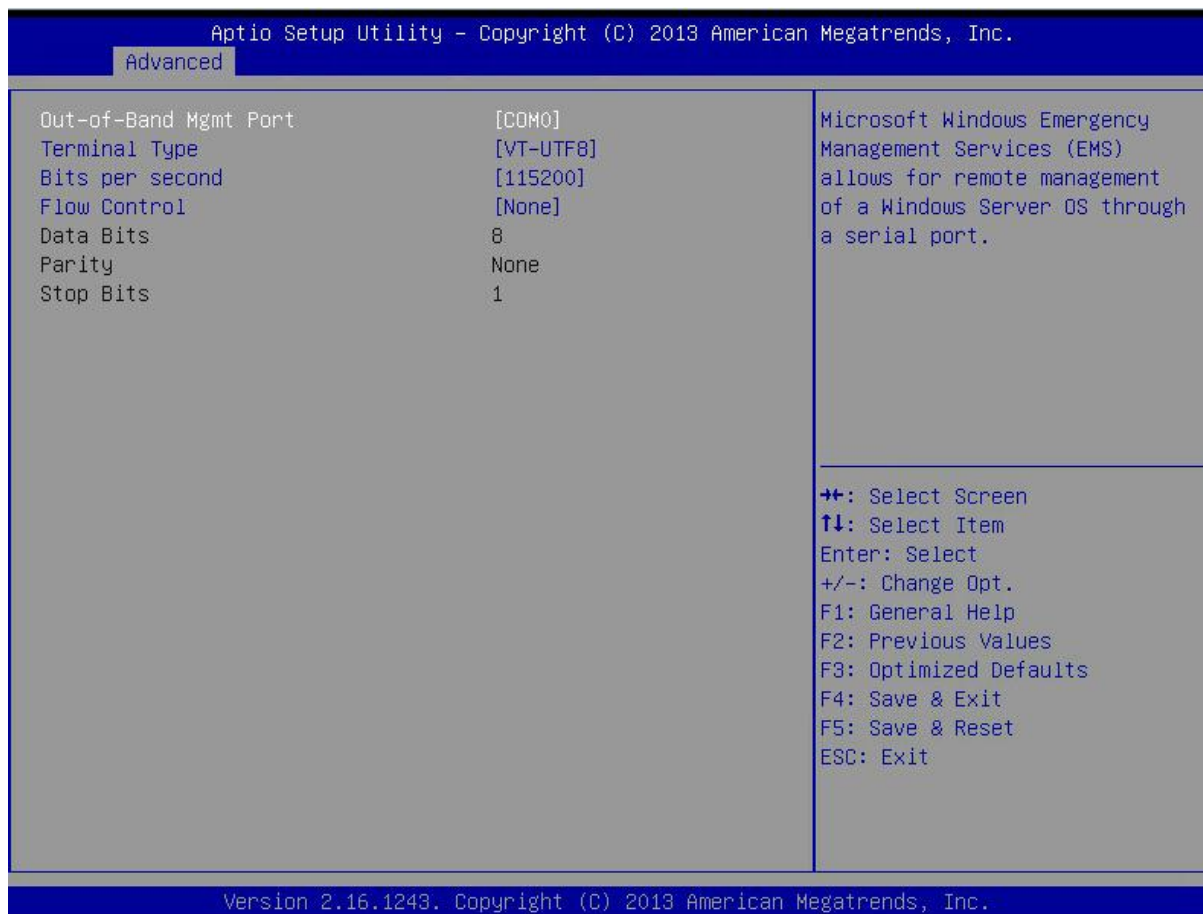 Aptio Setup Utility – Copyright (C) 2013 American Megatrends, Inc.
Advanced
Out-of-Band Mgmt Port [COM0]
Terminal Type [VT-UTF8]
Bits per second [115200]
Flow Control [None]
Data Bits 8
Parity None
Stop Bits 1
Microsoft Windows Emergency
Management Services (EMS)
allows for remote management
of a Windows Server OS through
a serial port.
→←: Select Screen
↑↓: Select Item
Enter: Select
+/-: Change Opt.
F1: General Help
F2: Previous Values
F3: Optimized Defaults
F4: Save & Exit
F5: Save & Reset
ESC: Exit
Version 2.16.1243. Copyright (C) 2013 American Megatrends, Inc.